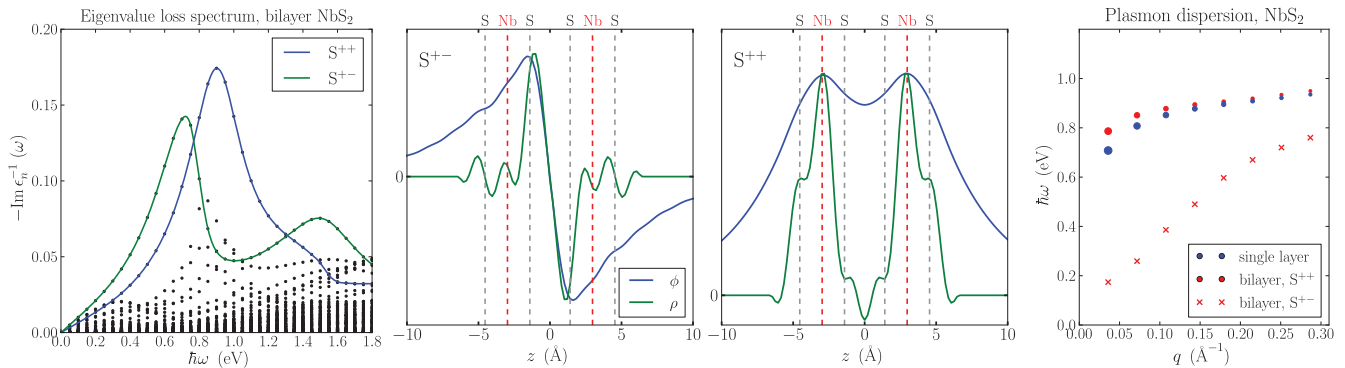 Eigenvalue loss spectrum, bilayer NbS₂
−Im ϵₙ⁻¹ (ω)
0.20
0.15
0.10
0.05
0.00
S⁺⁺
S⁺⁻
0.0 0.2 0.4 0.6 0.8 1.0 1.2 1.4 1.6 1.8
ħω (eV)
S Nb S S Nb S
S⁺⁻
0
ϕ
ρ
−10 −5 0 5 10
z (Å)
S Nb S S Nb S
S⁺⁺
0
−10 −5 0 5 10
z (Å)
Plasmon dispersion, NbS₂
ħω (eV)
1.0
0.8
0.6
0.4
0.2
0.0
single layer
bilayer, S⁺⁺
bilayer, S⁺⁻
0.00 0.05 0.10 0.15 0.20 0.25 0.30
q (Å⁻¹)